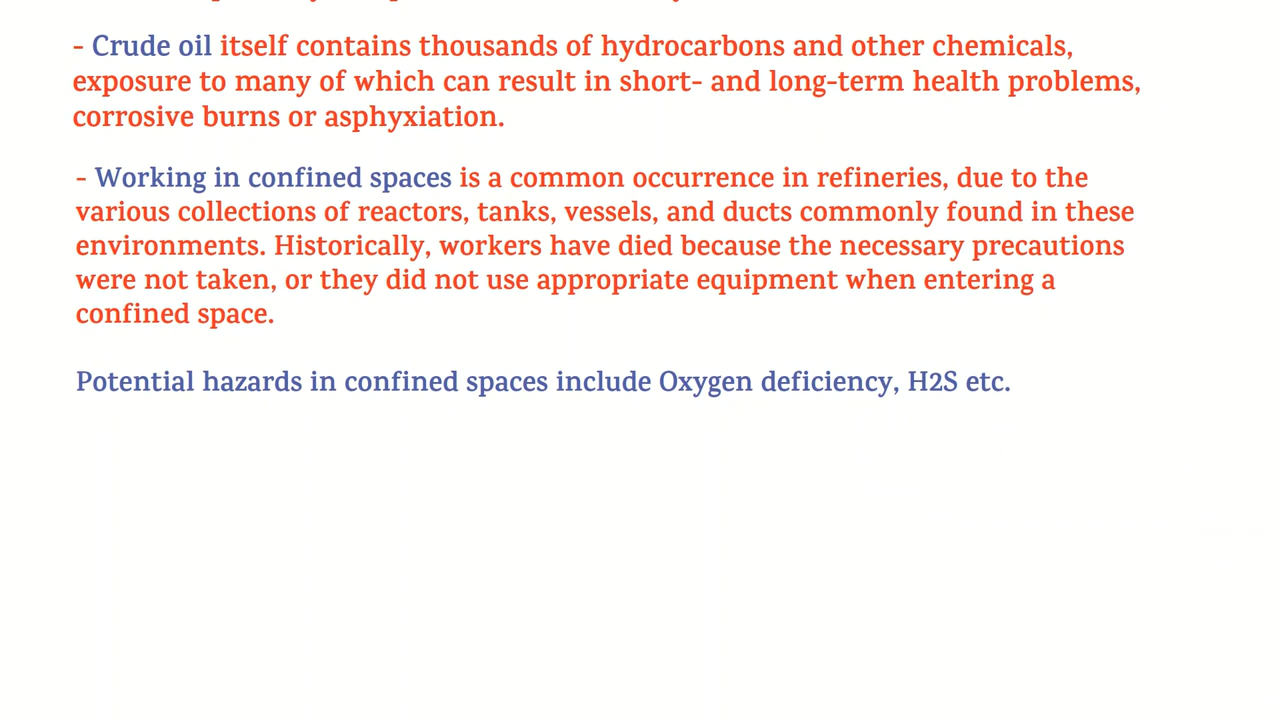 - Crude oil itself contains thousands of hydrocarbons and other chemicals,
exposure to many of which can result in short- and long-term health problems,
corrosive burns or asphyxiation.
- Working in confined spaces is a common occurrence in refineries, due to the
various collections of reactors, tanks, vessels, and ducts commonly found in these
environments. Historically, workers have died because the necessary precautions
were not taken, or they did not use appropriate equipment when entering a
confined space.
Potential hazards in confined spaces include Oxygen deficiency, H2S etc.